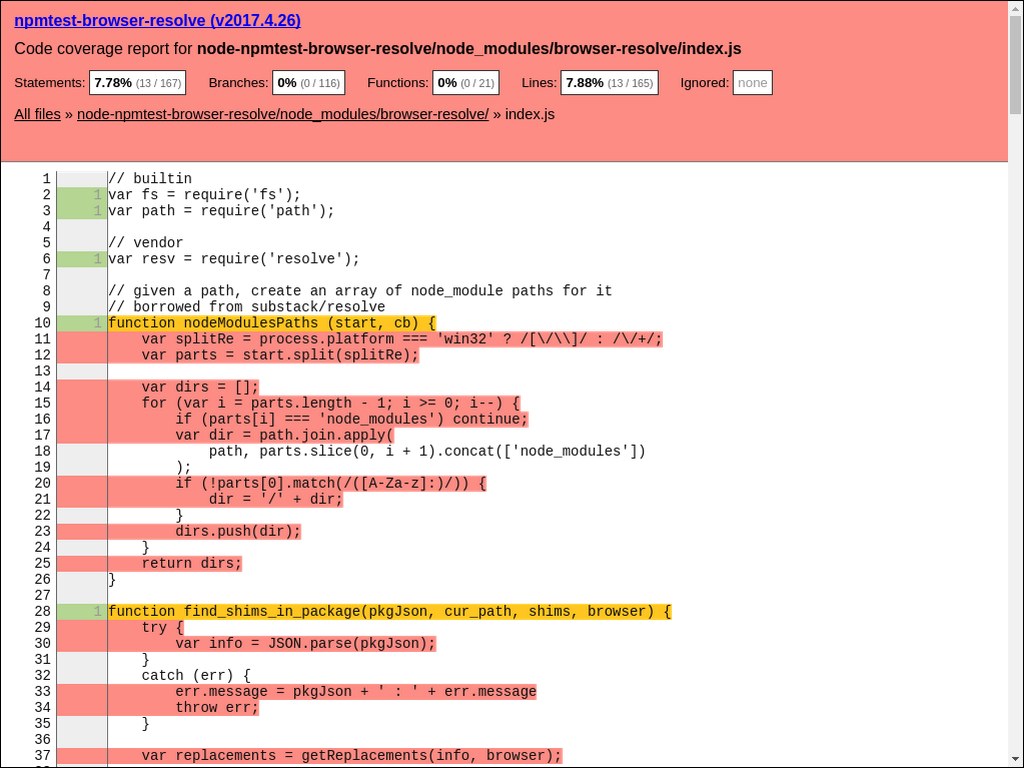 npmtest-browser-resolve (v2017.4.26)
Code coverage report for node-npmtest-browser-resolve/node_modules/browser-resolve/index.js
Statements: 7.78% (13 / 167) Branches: 0% (0 / 116) Functions: 0% (0 / 21) Lines: 7.88% (13 / 165) Ignored: none
All files » node-npmtest-browser-resolve/node_modules/browser-resolve/ » index.js
1 // builtin
2 1 var fs = require('fs');
3 1 var path = require('path');
4
5 // vendor
6 1 var resv = require('resolve');
7
8 // given a path, create an array of node_module paths for it
9 // borrowed from substack/resolve
10 1 function nodeModulesPaths (start, cb) {
11     var splitRe = process.platform === 'win32' ? /[\/\\]/ : /\/+/;
12     var parts = start.split(splitRe);
13
14     var dirs = [];
15     for (var i = parts.length - 1; i >= 0; i--) {
16         if (parts[i] === 'node_modules') continue;
17         var dir = path.join.apply(
18             path, parts.slice(0, i + 1).concat(['node_modules'])
19         );
20         if (!parts[0].match(/([A-Za-z]:)/)) {
21             dir = '/' + dir;
22         }
23         dirs.push(dir);
24     }
25     return dirs;
26 }
27
28 1 function find_shims_in_package(pkgJson, cur_path, shims, browser) {
29     try {
30         var info = JSON.parse(pkgJson);
31     }
32     catch (err) {
33         err.message = pkgJson + ' : ' + err.message
34         throw err;
35     }
36
37     var replacements = getReplacements(info, browser);